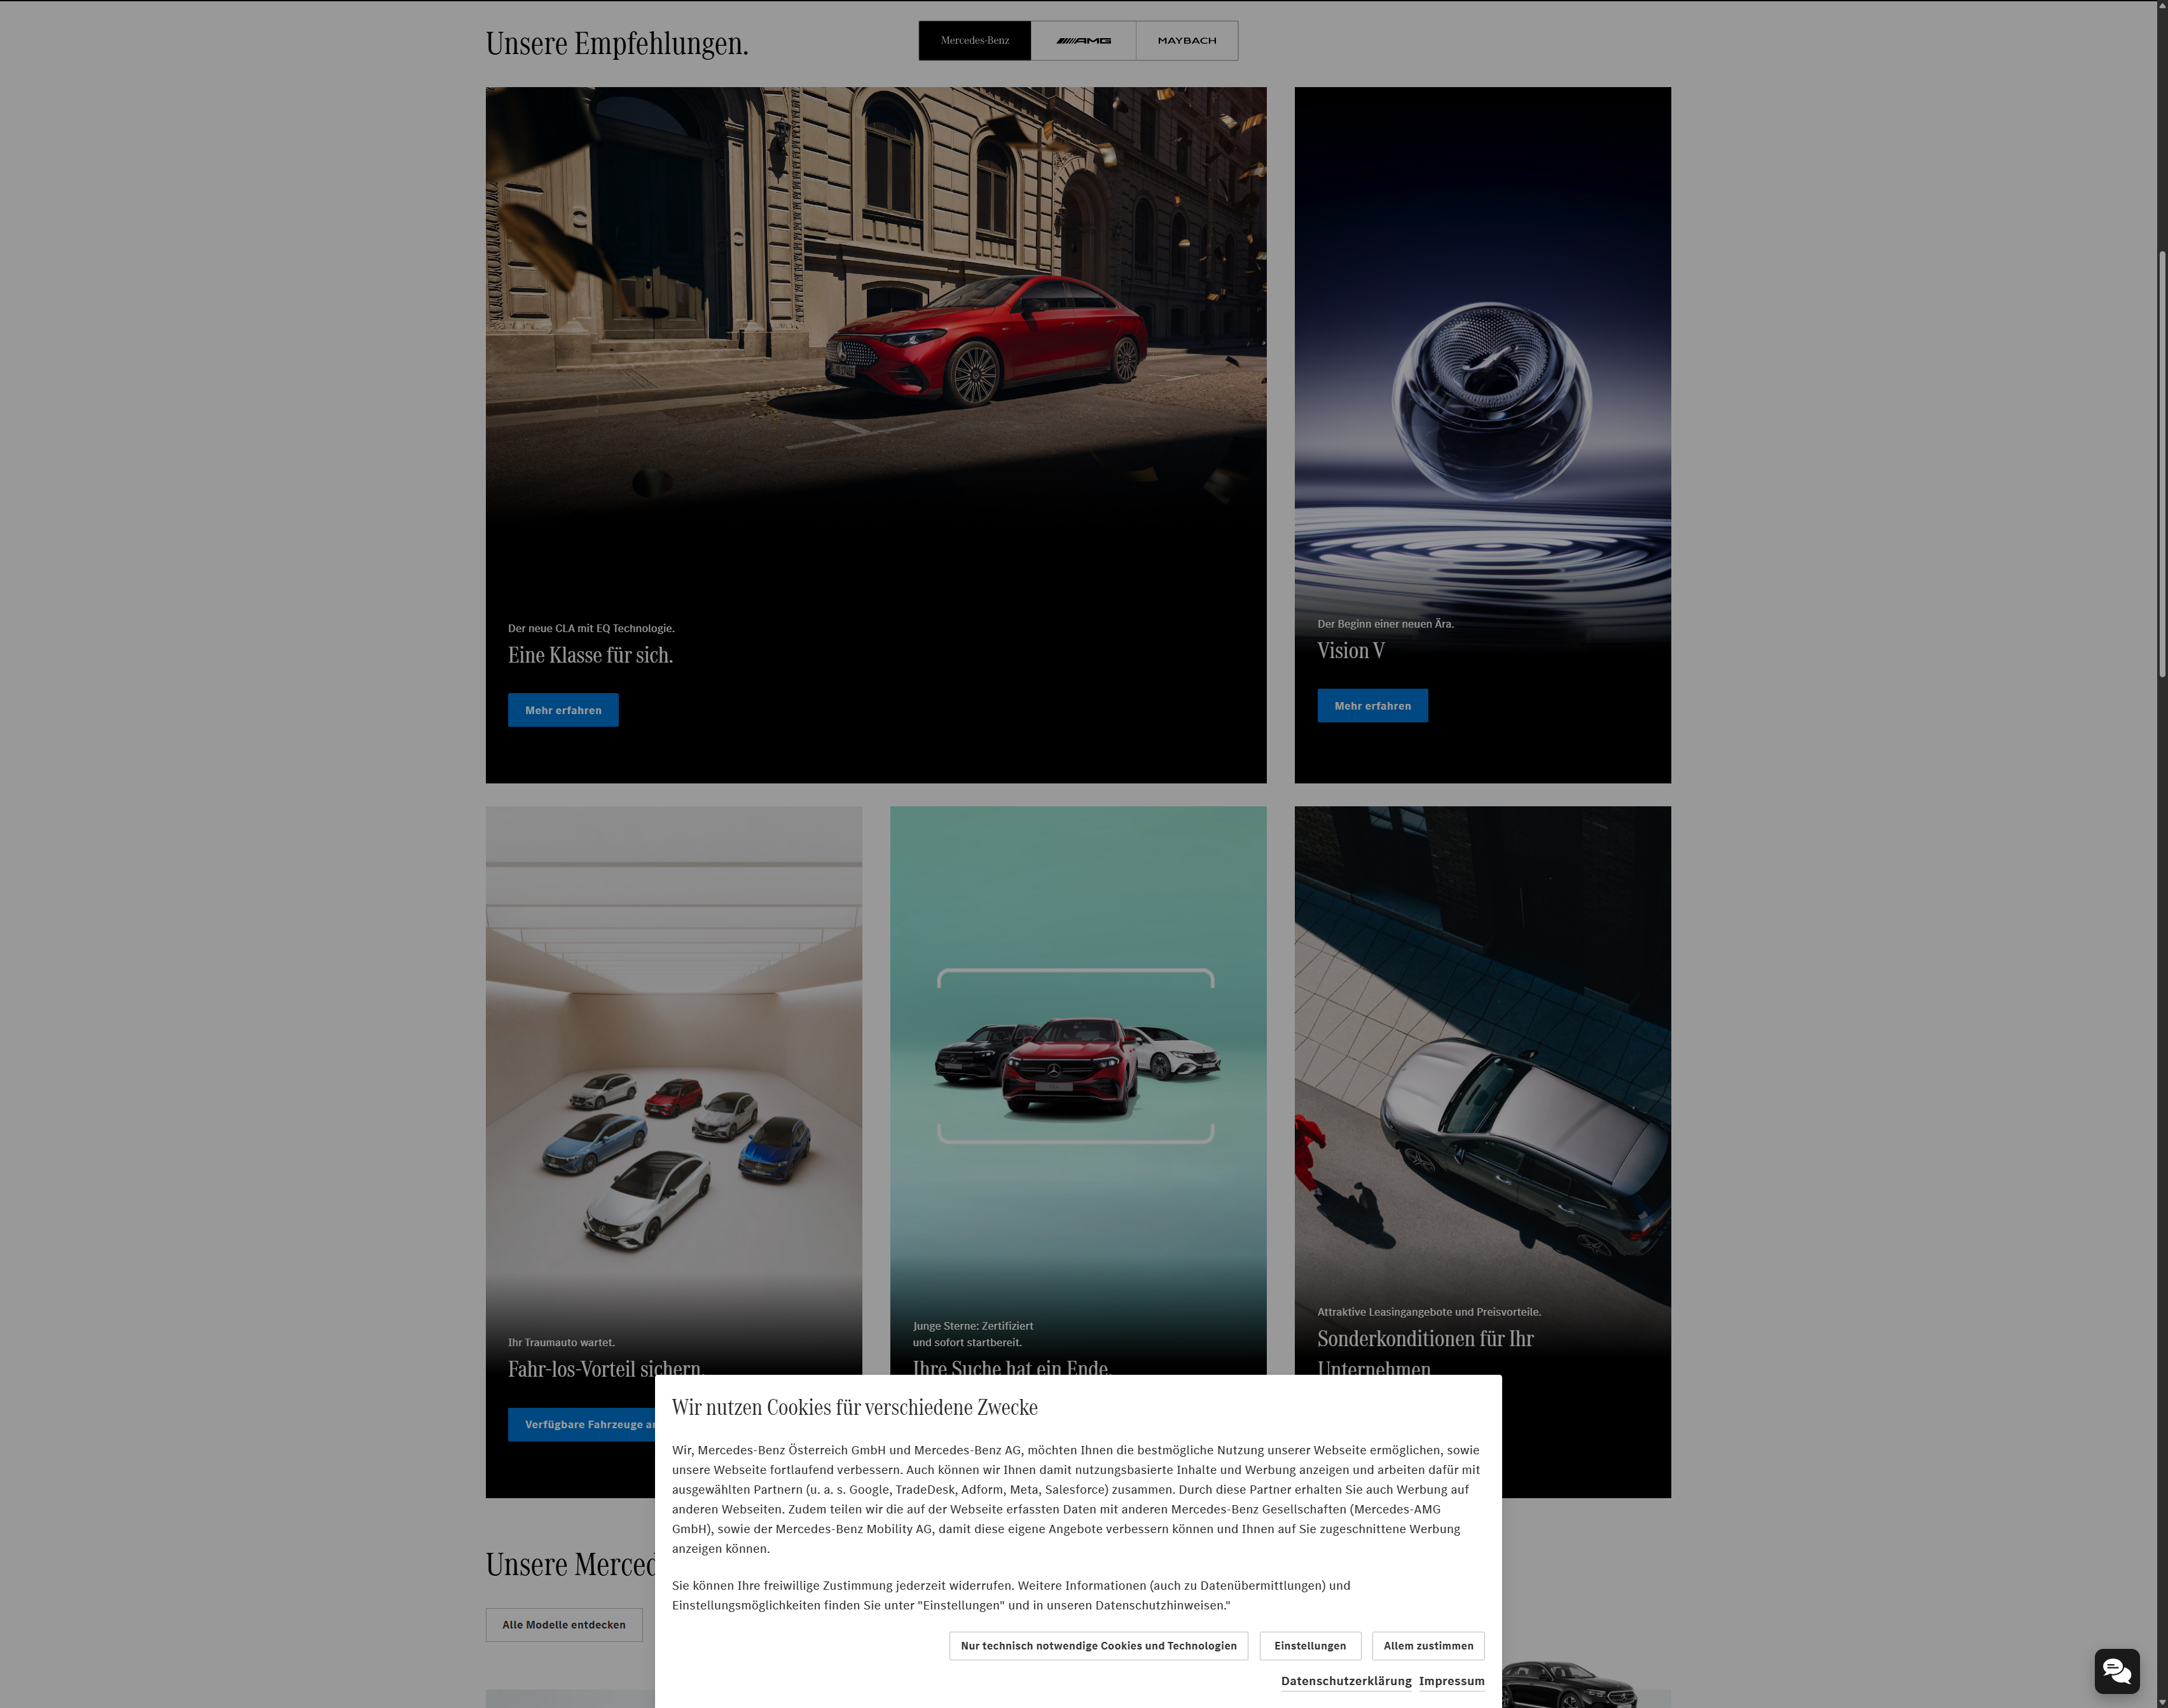 Unsere Empfehlungen.
Mercedes-Benz
AMG
MAYBACH
Der neue CLA mit EQ Technologie.
Eine Klasse für sich.
Mehr erfahren
Der Beginn einer neuen Ära.
Vision V
Mehr erfahren
Ihr Traumauto wartet.
Fahr-los-Vorteil sichern.
Verfügbare Fahrzeuge
Junge Sterne: Zertifiziert
und sofort startbereit.
Ihre Suche hat ein Ende.
Attraktive Leasingangebote und Preisvorteile.
Sonderkonditionen für Ihr
Unternehmen
Unsere
Alle Modelle entdecken
Wir nutzen Cookies für verschiedene Zwecke
Wir, Mercedes-Benz Österreich GmbH und Mercedes-Benz AG, möchten Ihnen die bestmögliche Nutzung unserer Webseite ermöglichen, sowie
unsere Webseite fortlaufend verbessern. Auch können wir Ihnen damit nutzungsbasierte Inhalte und Werbung anzeigen und arbeiten dafür mit
ausgewählten Partnern (u. a. s. Google, TradeDesk, Adform, Meta, Salesforce) zusammen. Durch diese Partner erhalten Sie auch Werbung auf
anderen Webseiten. Zudem teilen wir die auf der Webseite erfassten Daten mit anderen Mercedes-Benz Gesellschaften (Mercedes-AMG
GmbH), sowie der Mercedes-Benz Mobility AG, damit diese eigene Angebote verbessern können und Ihnen auf Sie zugeschnittene Werbung
anzeigen können.
Sie können Ihre freiwillige Zustimmung jederzeit widerrufen. Weitere Informationen (auch zu Datenübermittlungen) und
Einstellungsmöglichkeiten finden Sie unter "Einstellungen" und in unseren Datenschutzhinweisen."
Nur technisch notwendige Cookies und Technologien
Einstellungen
Allem zustimmen
Datenschutzerklärung
Impressum